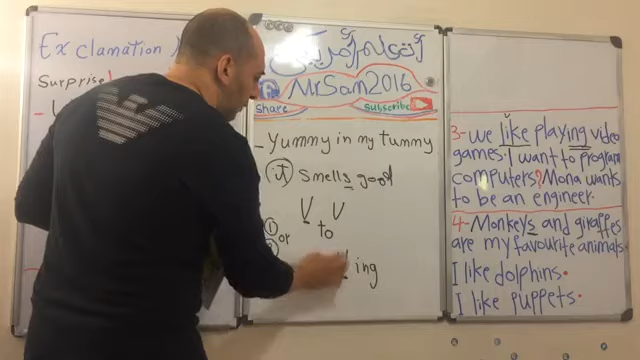 Exclamation
Surprise!
MrSam2016
share
subscribe
- Yummy in my tummy
- (it) Smells good
V V
to
① or
ing
3- we like playing video
games. I want to program
computers? Mona wants
to be an engineer.
4- Monkeys and giraffes
are my favourite animals
I like dolphins.
I like puppets.